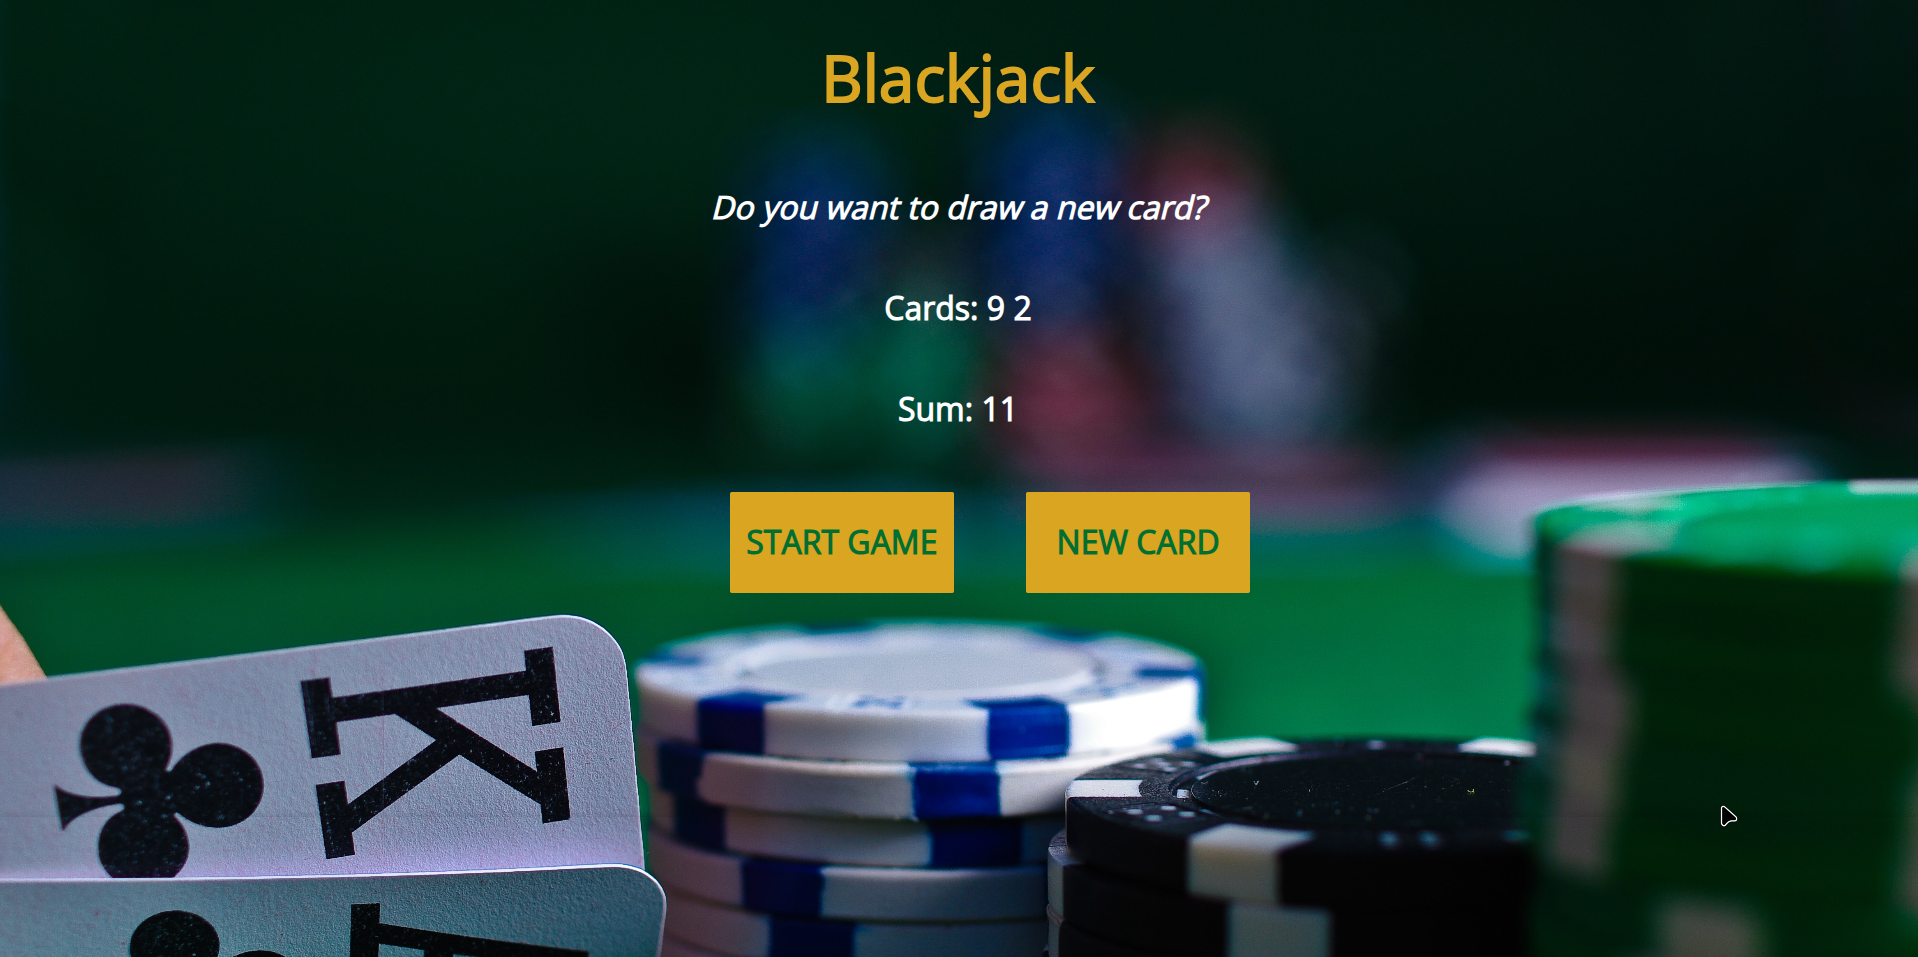 Blackjack
Do you want to draw a new card?
Cards: 9 2
Sum: 11
START GAME
NEW CARD
K